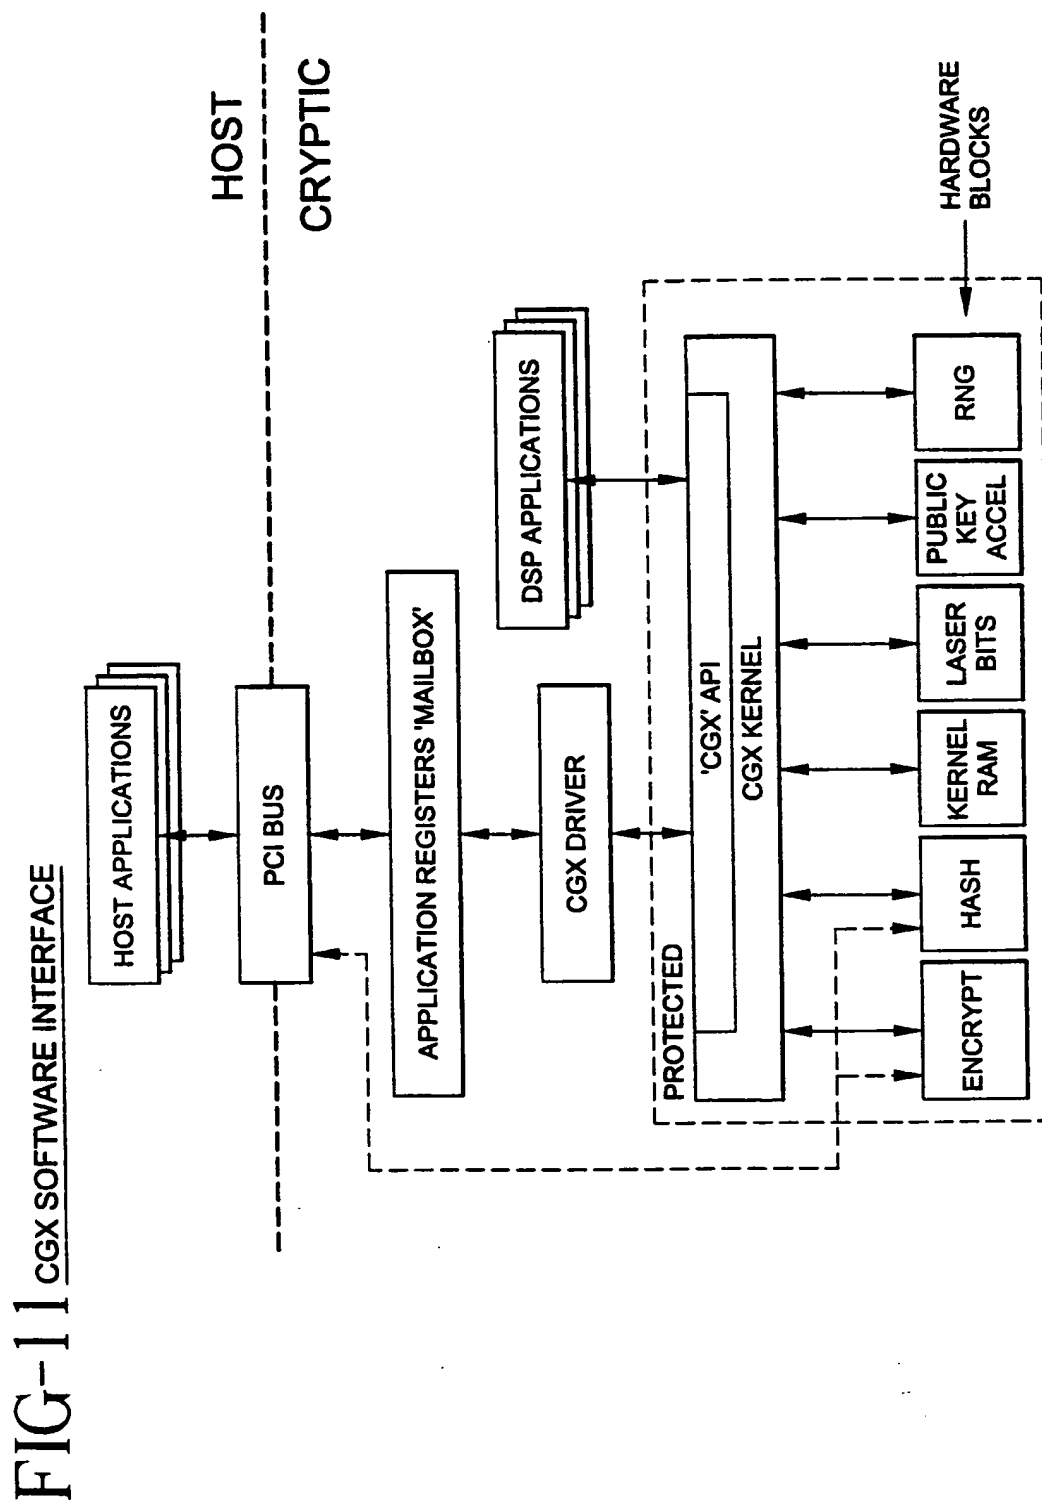 FIG-11 CGX SOFTWARE INTERFACE
HOST APPLICATIONS
HOST
PCI BUS
CRYPTIC
APPLICATION REGISTERS 'MAILBOX'
CGX DRIVER
DSP APPLICATIONS
PROTECTED
'CGX' API
CGX KERNEL
ENCRYPT
HASH
KERNEL
RAM
LASER
BITS
PUBLIC
KEY
ACCEL
RNG
HARDWARE
BLOCKS